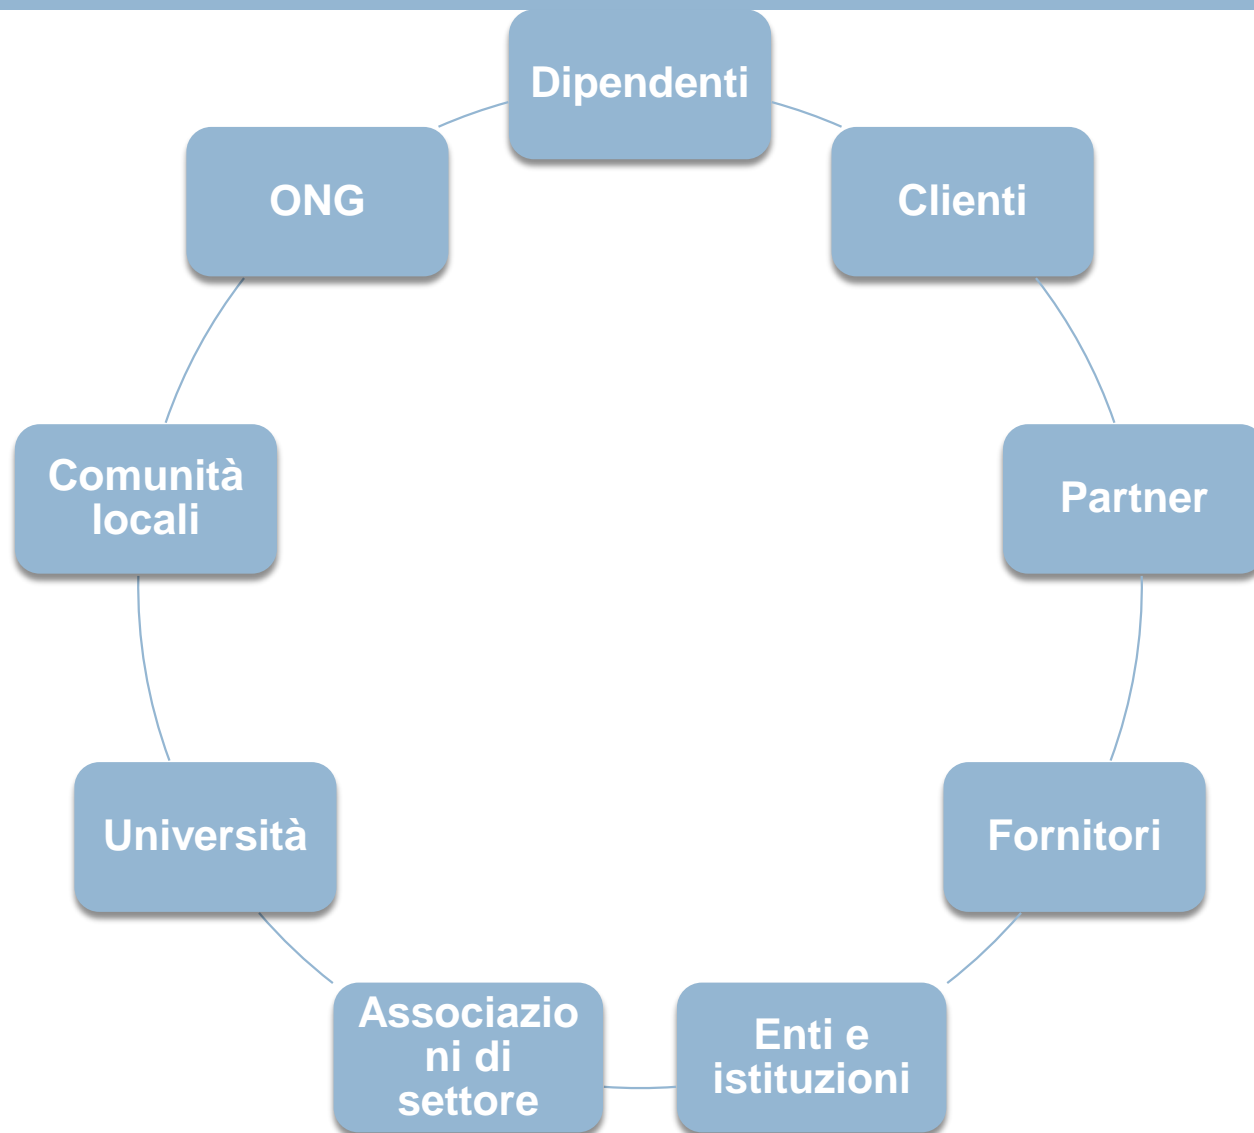 Dipendenti
Clienti
Partner
Fornitori
Enti e
istituzioni
Associazio
ni di
settore
Università
Comunità
locali
ONG